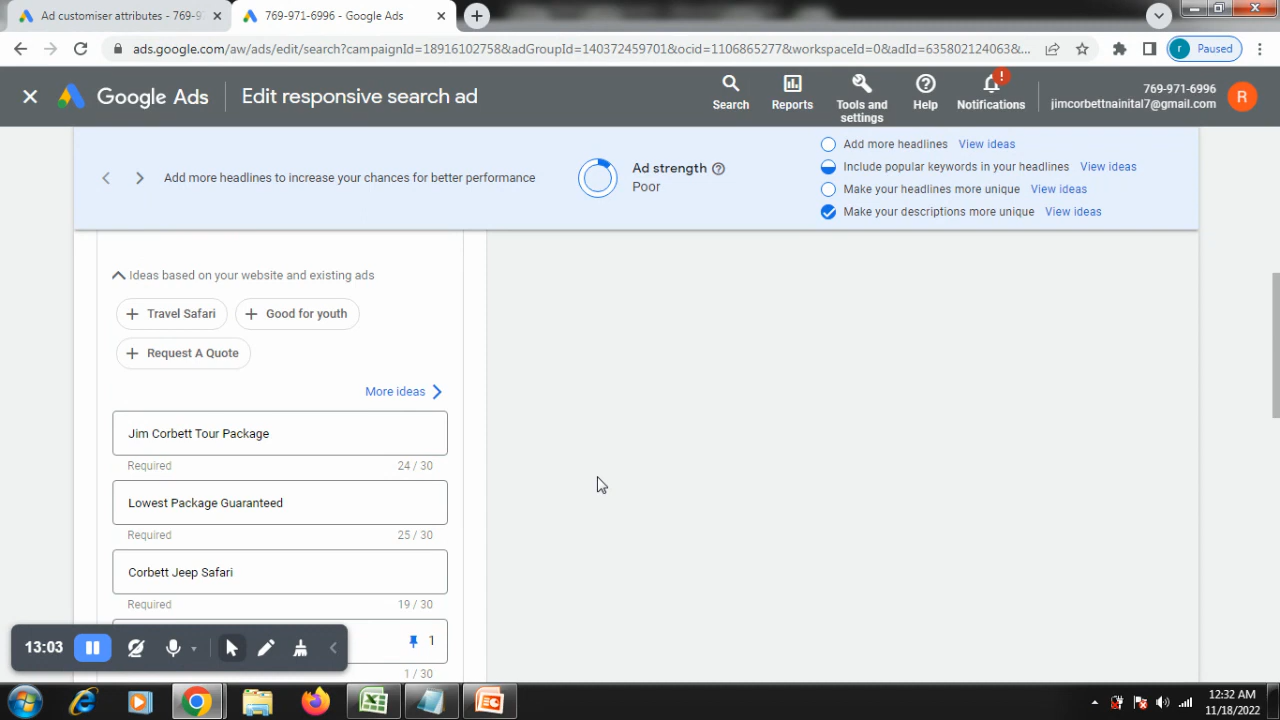 Ad customiser attributes - 769-9
769-971-6996 - Google Ads
ads.google.com/aw/ads/edit/search?campaignId=18916102758&adGroupId=140372459701&ocid=1106865277&workspaceId=0&adId=635802124063&...
r
Paused
Google Ads
Edit responsive search ad
Search
Reports
Tools and settings
Help
Notifications
769-971-6996
jimcorbettnainital7@gmail.com
R
Add more headlines to increase your chances for better performance
Ad strength
Poor
Add more headlines View ideas
Include popular keywords in your headlines View ideas
Make your headlines more unique View ideas
Make your descriptions more unique View ideas
Ideas based on your website and existing ads
+ Travel Safari
+ Good for youth
+ Request A Quote
More ideas
Jim Corbett Tour Package
Required 24 / 30
Lowest Package Guaranteed
Required 25 / 30
Corbett Jeep Safari
Required 19 / 30
1
1 / 30
13:03
12:32 AM
11/18/2022